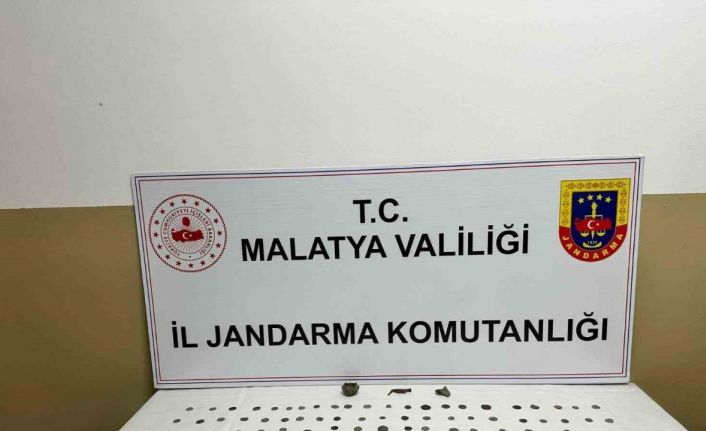 T.C.
MALATYA VALİLİĞİ
JANDARMA
İL JANDARMA KOMUTANLIĞI